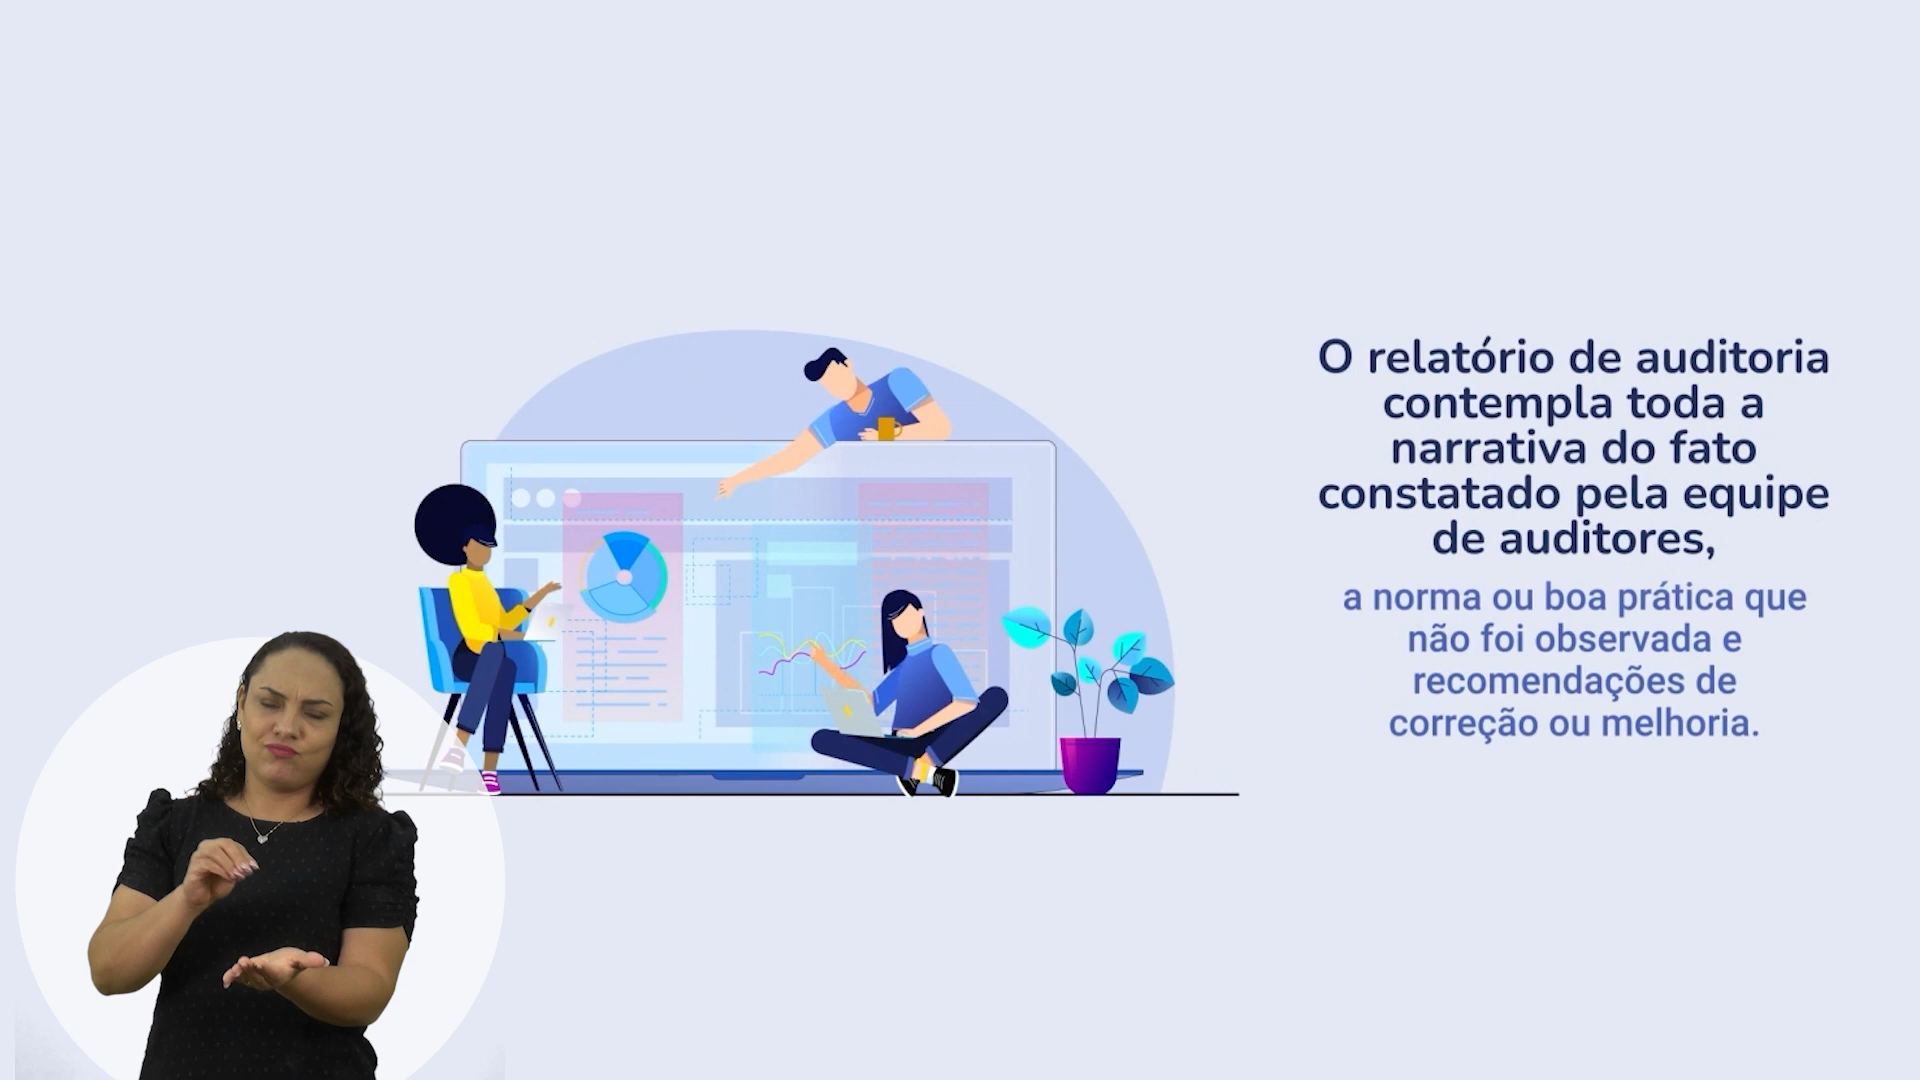 O relatório de auditoria
contempla toda a
narrativa do fato
constatado pela equipe
de auditores,
a norma ou boa prática que
não foi observada e
recomendações de
correção ou melhoria.